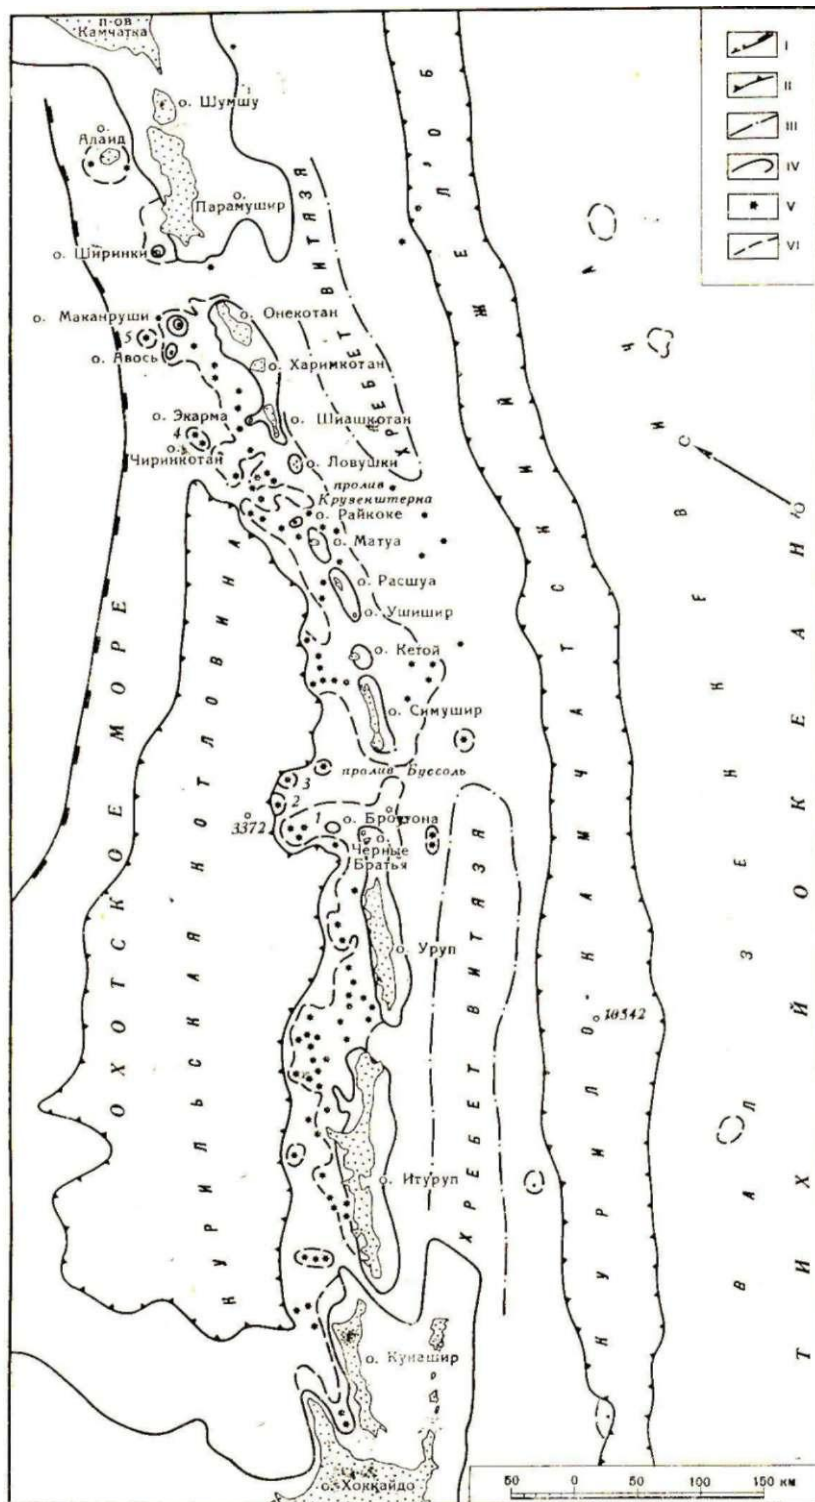 п-ов
Камчатка
о. Шумшу
о.
Алаид
о.
Парамушир
о. Ширинки
о. Маканруши
5
о. Авось
о. Онекотан
о. Харимкотан
о. Экарма
4
о.
Чиринкотан
о. Шиашкотан
о. Ловушки
пролив
Крузенштерна
о. Райкоке
о. Матуа
о. Расшуа
о. Ушишир
о. Кетой
о. Симушир
пролив Буссоль
3
2
1
3372
о. Броутона
о.
Черные
Братья
о. Уруп
10542
о. Итуруп
о. Кунашир
о. Хоккайдо
ОХОТСКОЕ МОРЕ
КУРИЛЬСКАЯ КОТЛОВИНА
ХРЕБЕТ ВИТЯЗЯ
ХРЕБЕТ ВИТЯЗЯ
КУРИЛО-КАМЧАТСКИЙ ЖЕЛОБ
ВАЛ ЗЕНКЕВИЧА
ТИХИЙ ОКЕАН
С
Ю
I
II
III
IV
V
VI
50 0 50 100 150 км